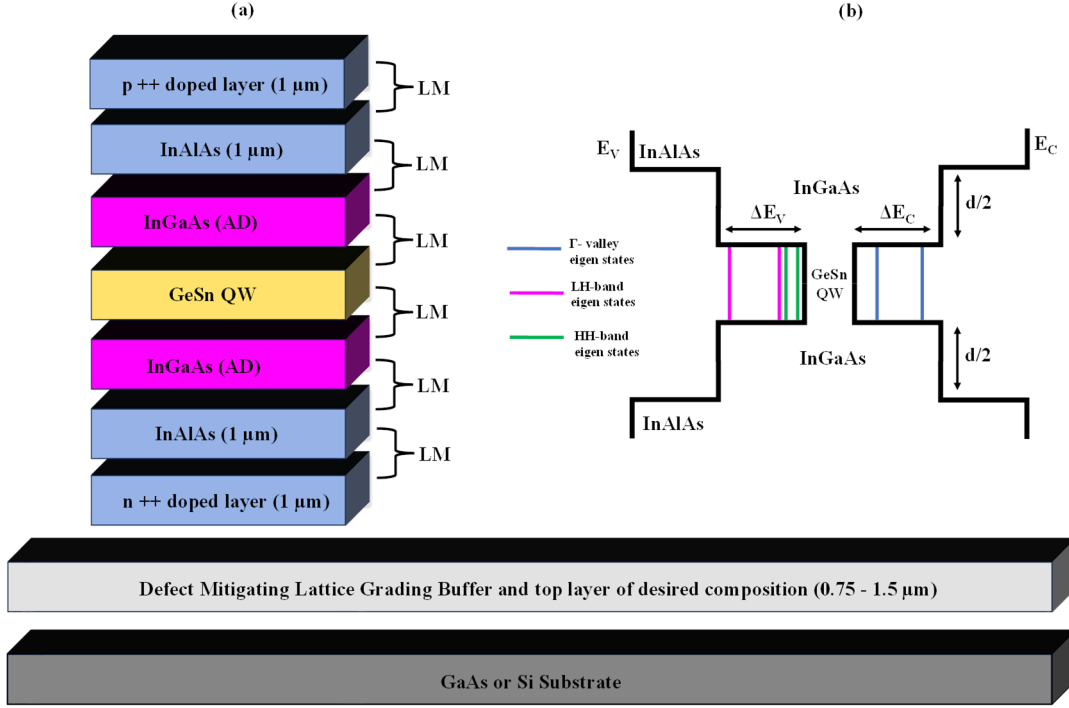 (a)
p ++ doped layer (1 µm)
LM
InAlAs (1 µm)
LM
InGaAs (AD)
LM
GeSn QW
LM
InGaAs (AD)
LM
InAlAs (1 µm)
LM
n ++ doped layer (1 µm)
Defect Mitigating Lattice Grading Buffer and top layer of desired composition (0.75 - 1.5 µm)
GaAs or Si Substrate
(b)
E_V
InAlAs
E_C
InGaAs
d/2
ΔE_V
ΔE_C
Γ- valley
eigen states
LH-band
eigen states
HH-band
eigen states
GeSn
QW
InGaAs
d/2
InAlAs